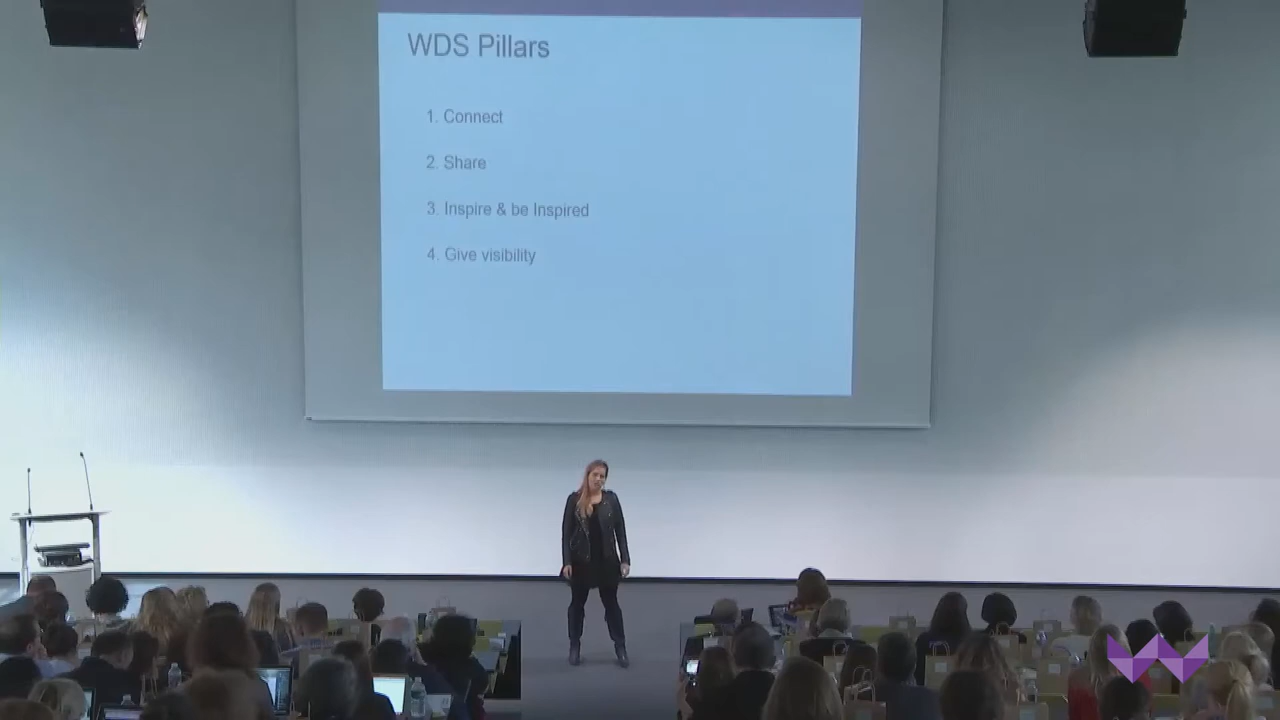 WDS Pillars
1. Connect
2. Share
3. Inspire & be Inspired
4. Give visibility